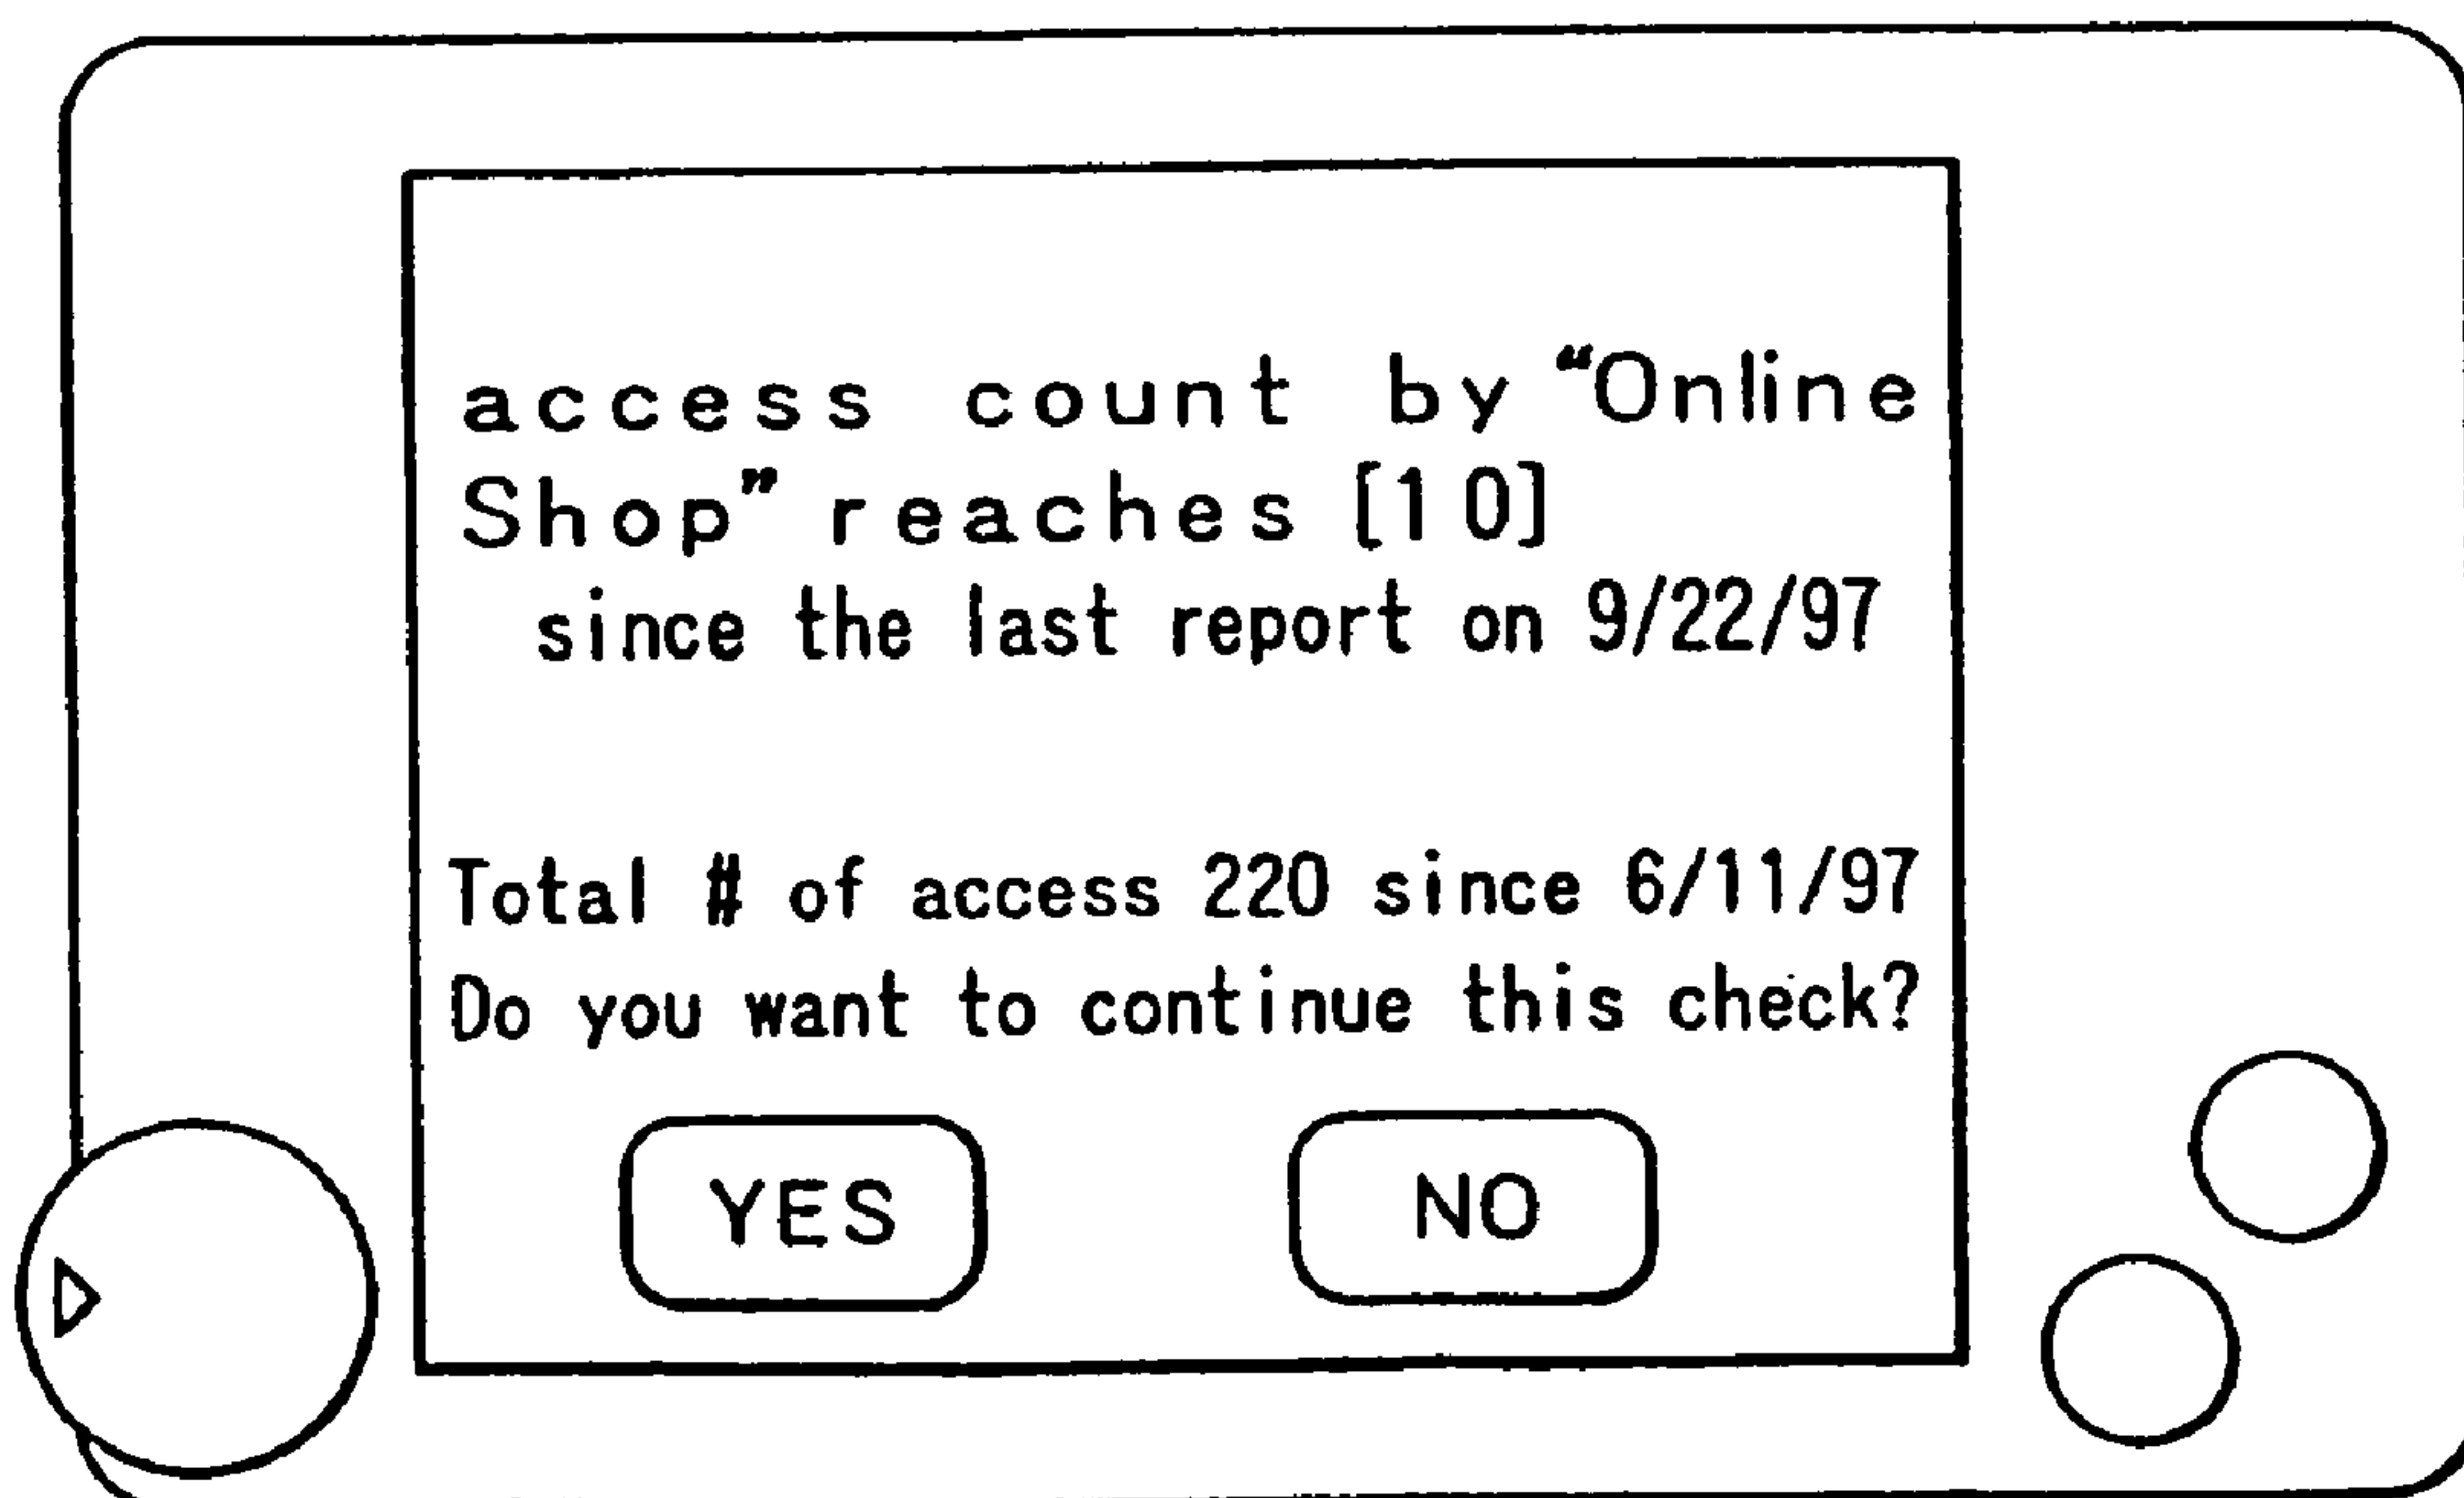 access count by “Online
Shop” reaches [10]
since the last report on 9/22/97
Total # of access 220 since 6/11/97
Do you want to continue this check?
YES NO